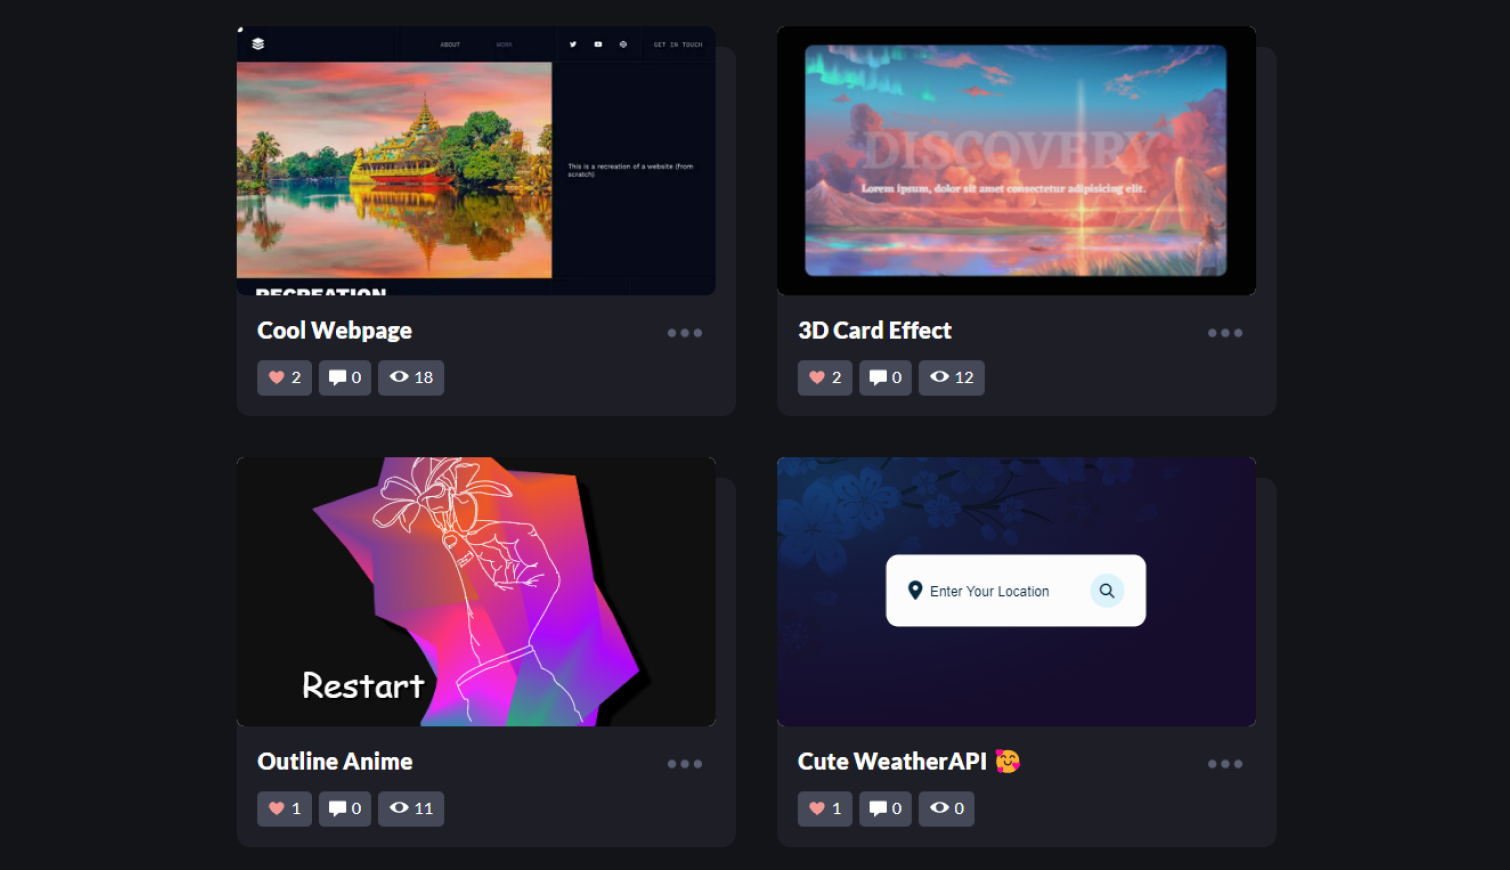 ABOUT
WORK
GET IN TOUCH
This is a recreation of a website (from
scratch)
RECREATION
DISCOVERY
Lorem ipsum, dolor sit amet consectetur adipisicing elit.
Cool Webpage
2
0
18
3D Card Effect
2
0
12
Restart
Enter Your Location
Outline Anime
1
0
11
Cute WeatherAPI 🥰
1
0
0